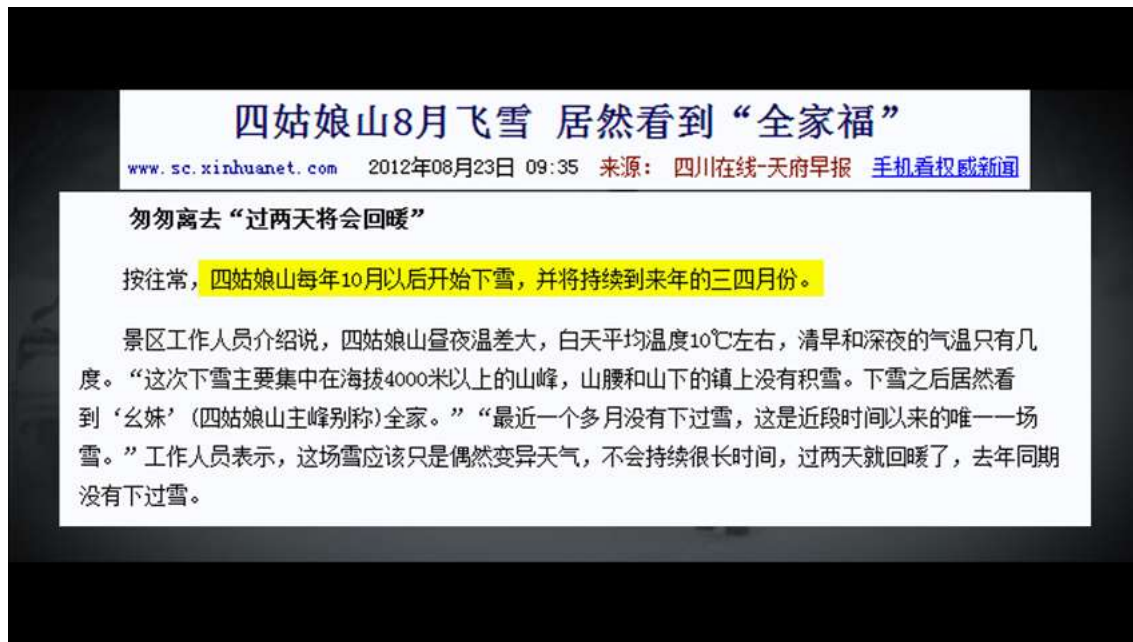 四姑娘山8月飞雪 居然看到“全家福”
www.sc.xinhuanet.com 2012年08月23日 09:35 来源： 四川在线-天府早报 手机看权威新闻
匆匆离去“过两天将会回暖”
按往常，四姑娘山每年10月以后开始下雪，并将持续到来年的三四月份。
景区工作人员介绍说，四姑娘山昼夜温差大，白天平均温度10℃左右，清早和深夜的气温只有几
度。“这次下雪主要集中在海拔4000米以上的山峰，山腰和山下的镇上没有积雪。下雪之后居然看
到‘幺妹’(四姑娘山主峰别称)全家。”“最近一个多月没有下过雪，这是近段时间以来的唯一一场
雪。”工作人员表示，这场雪应该只是偶然变异天气，不会持续很长时间，过两天就回暖了，去年同期
没有下过雪。